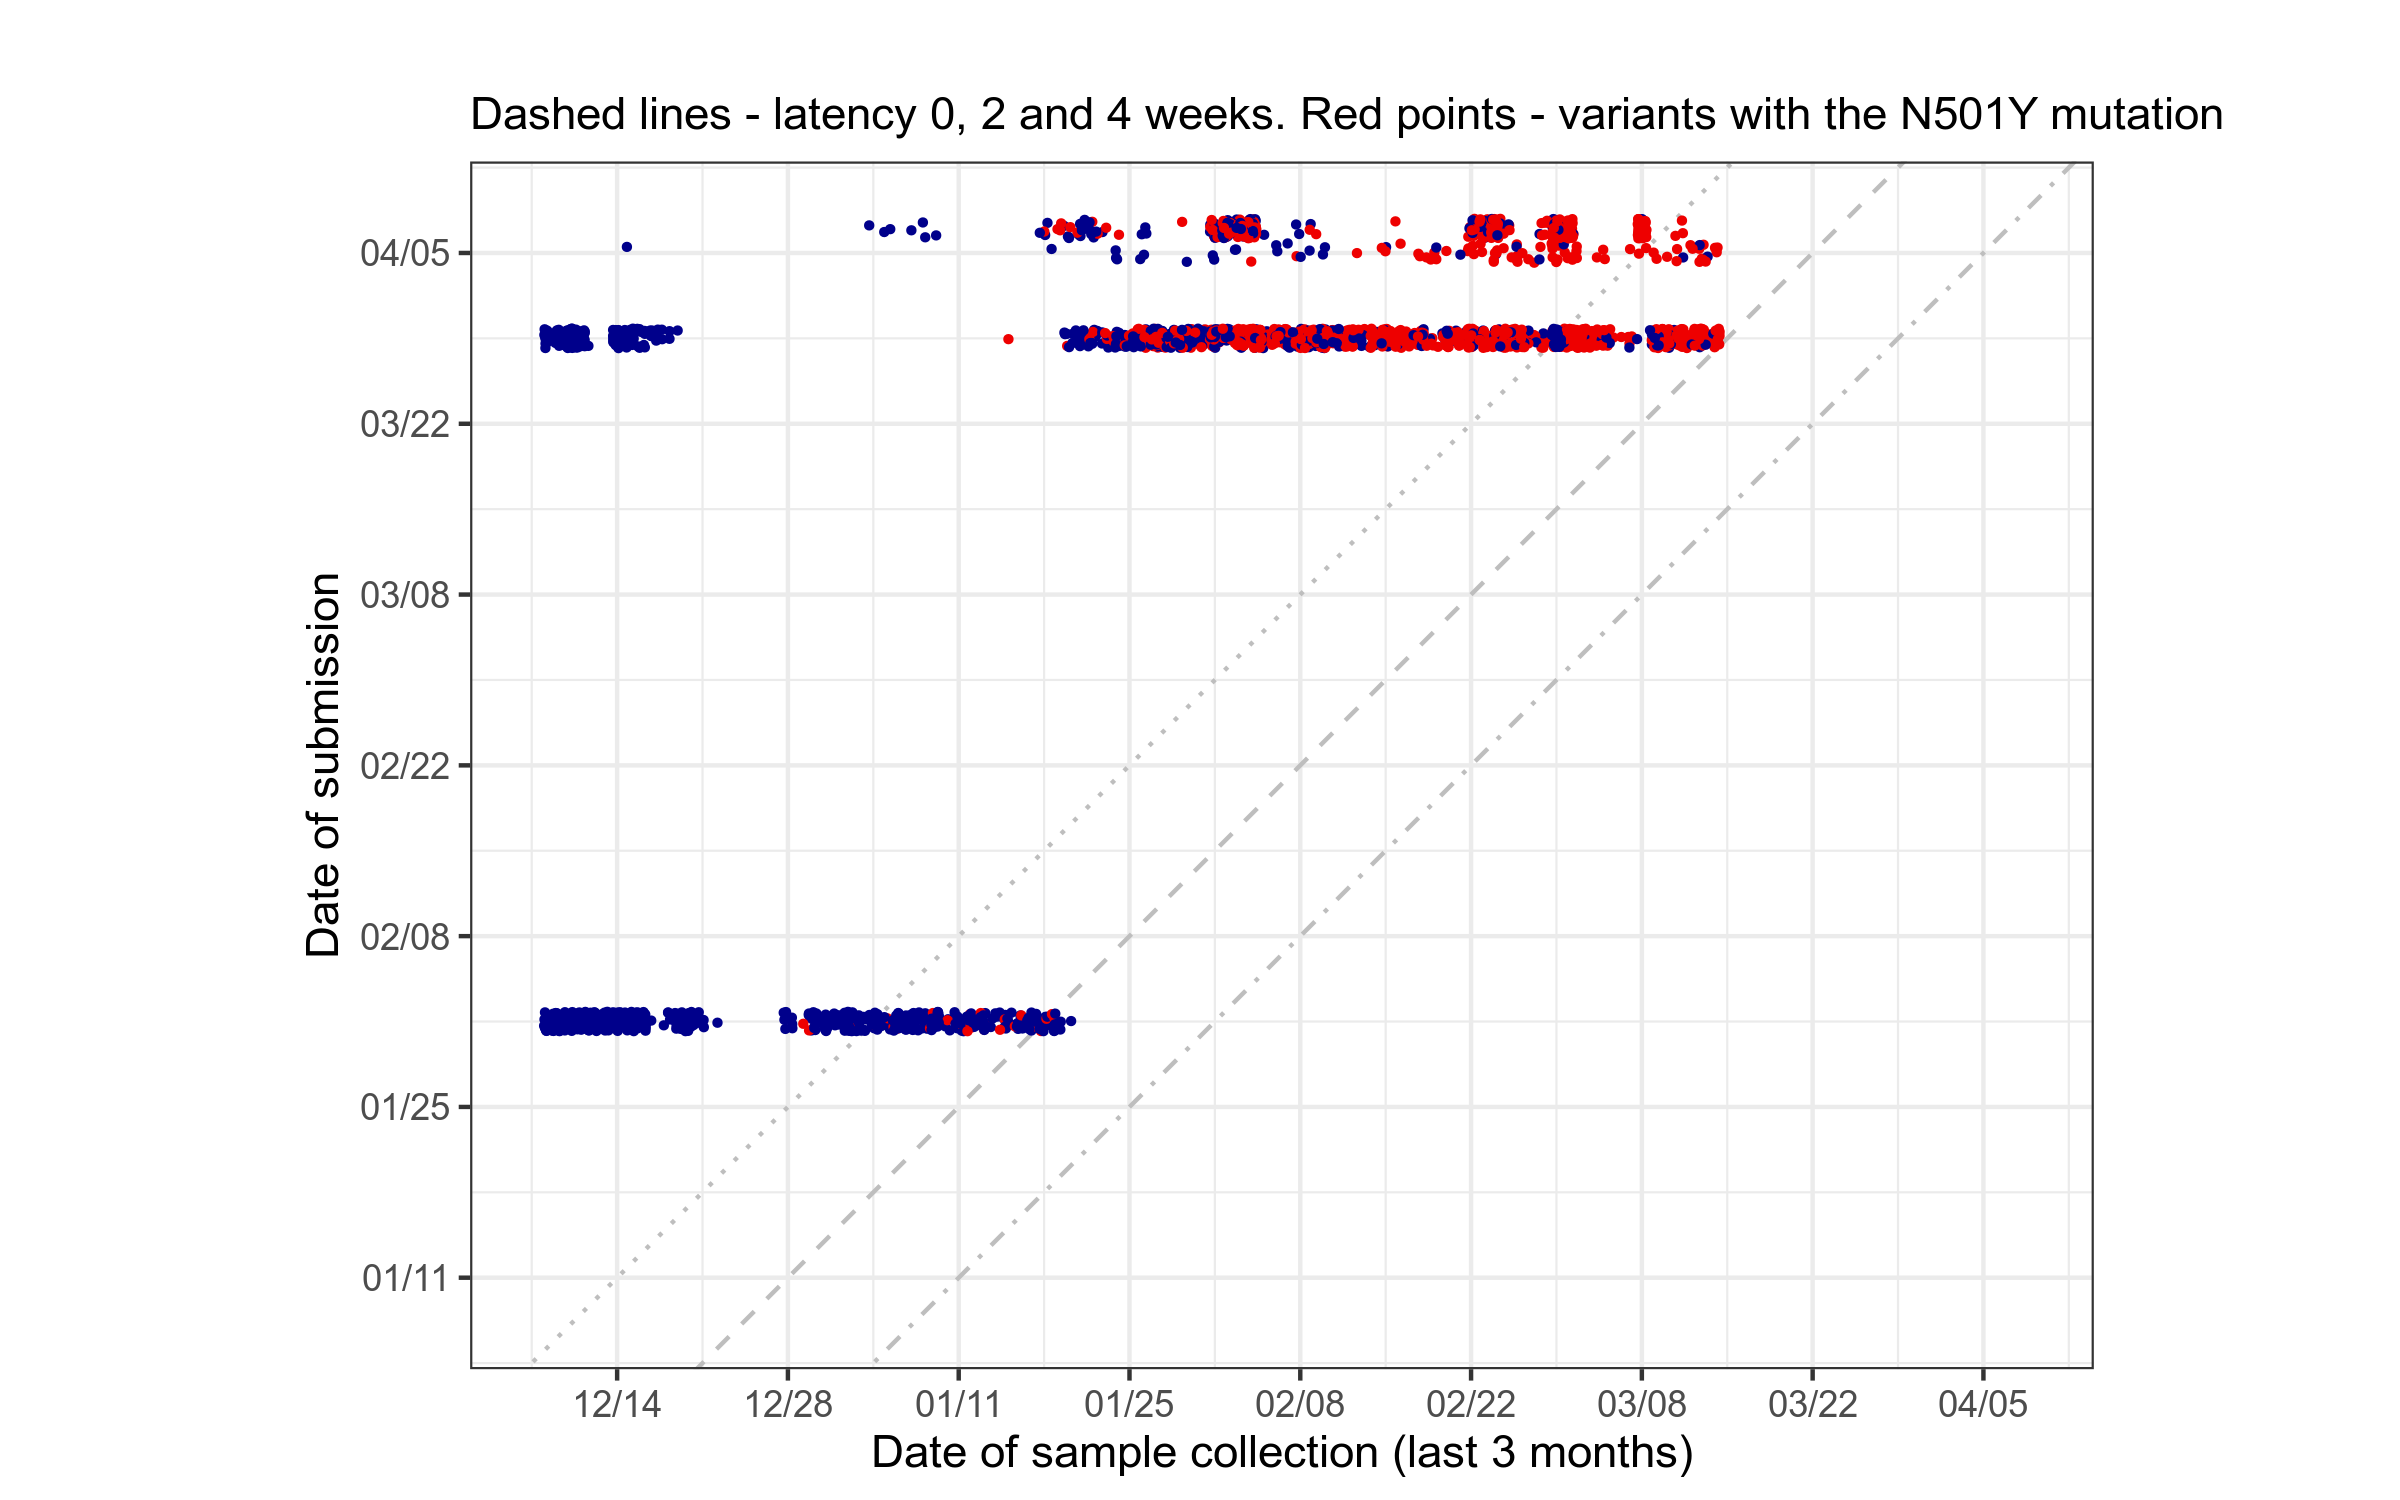 Dashed lines - latency 0, 2 and 4 weeks. Red points - variants with the N501Y mutation
Date of submission
04/05
03/22
03/08
02/22
02/08
01/25
01/11
12/14 12/28 01/11 01/25 02/08 02/22 03/08 03/22 04/05
Date of sample collection (last 3 months)